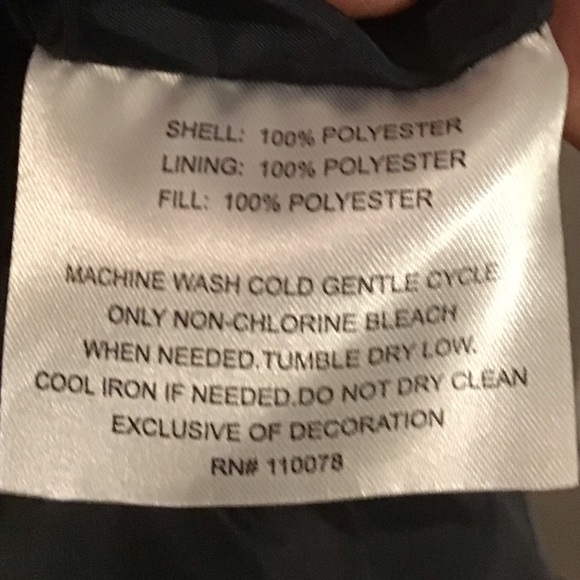 SHELL: 100% POLYESTER
LINING: 100% POLYESTER
FILL: 100% POLYESTER
MACHINE WASH COLD GENTLE CYCLE
ONLY NON-CHLORINE BLEACH
WHEN NEEDED.TUMBLE DRY LOW.
COOL IRON IF NEEDED.DO NOT DRY CLEAN
EXCLUSIVE OF DECORATION
RN# 110078